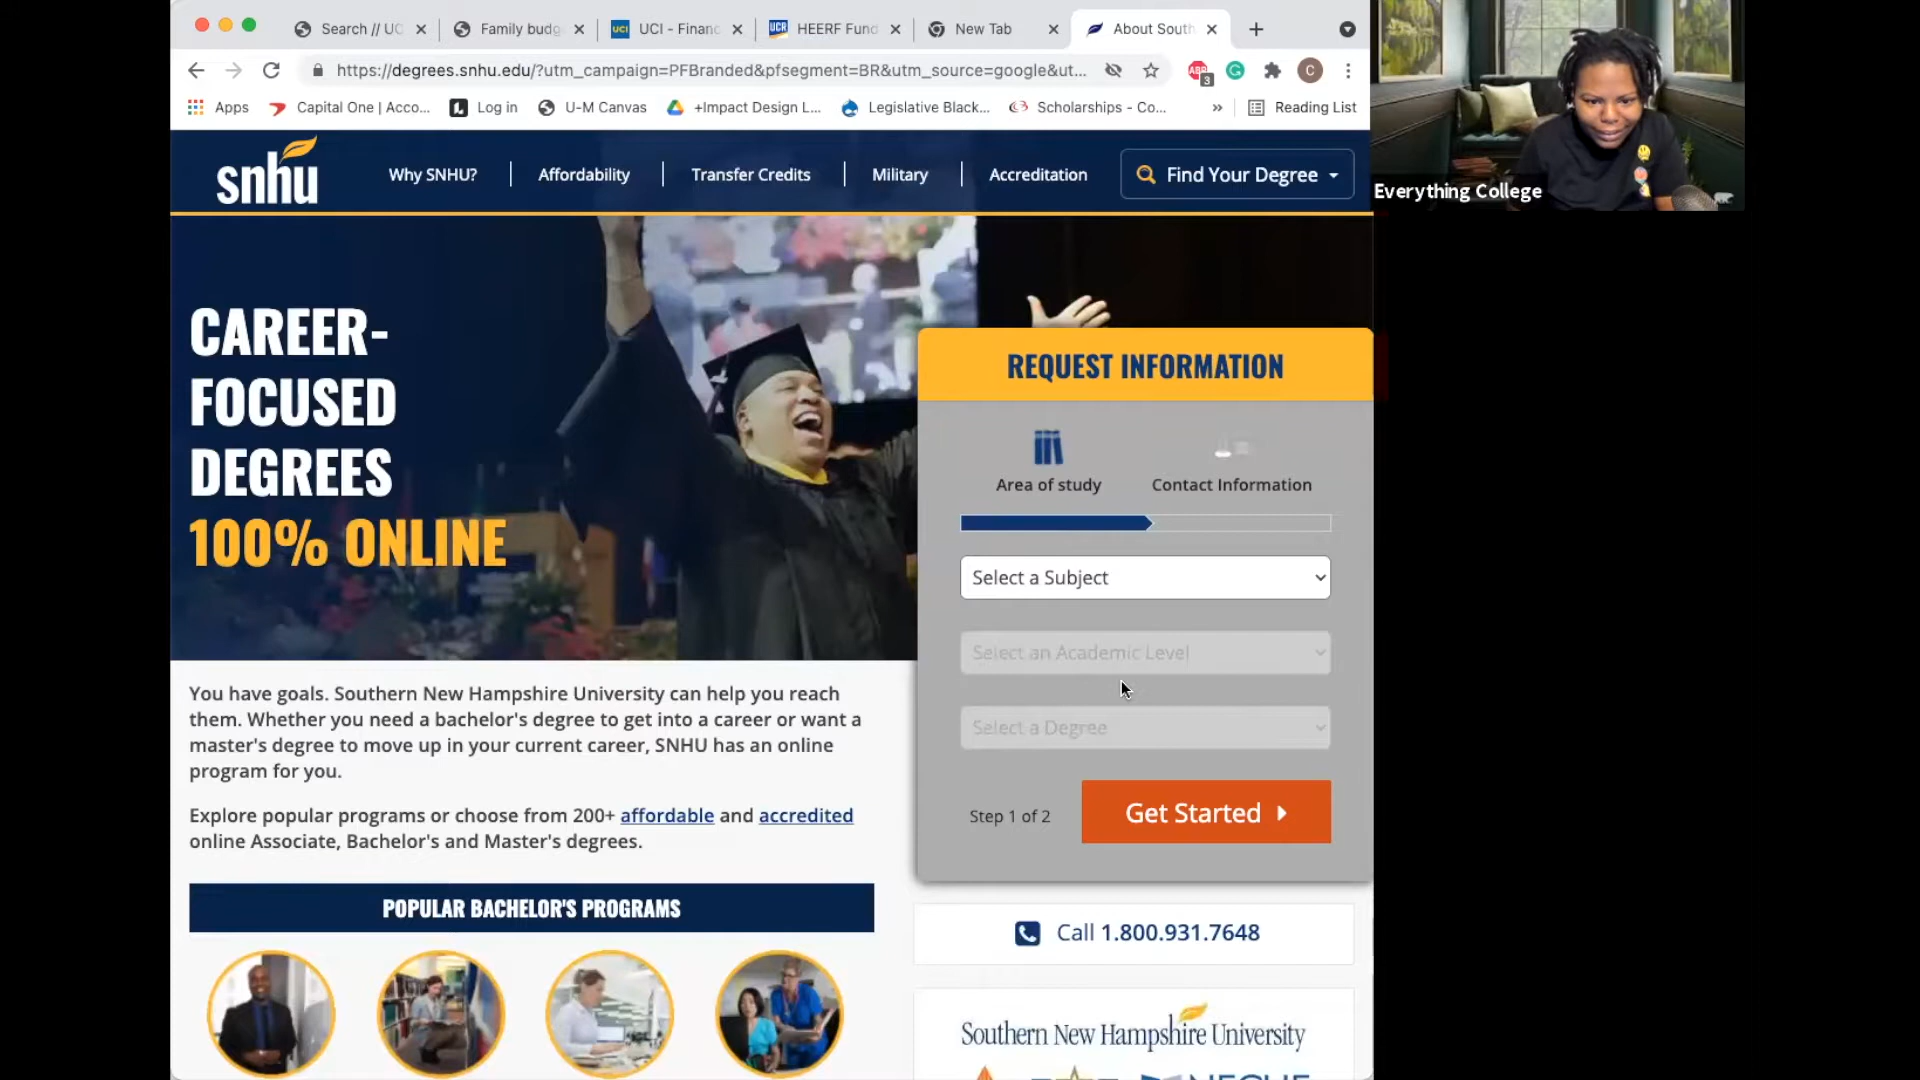 Search // UC
Family budg
UCI
UCI - Financ
UCR
HEERF Fund
New Tab
About South
https://degrees.snhu.edu/?utm_campaign=PFBranded&pfsegment=BR&utm_source=google&ut...
ABP
3
G
C
Apps
Capital One | Acco...
Log in
U-M Canvas
+Impact Design L...
Legislative Black...
Scholarships - Co...
»
Reading List
snhu
Why SNHU?
Affordability
Transfer Credits
Military
Accreditation
Find Your Degree
Everything College
CAREER-
FOCUSED
DEGREES
100% ONLINE
REQUEST INFORMATION
Area of study
Contact Information
Select a Subject
Select an Academic Level
Select a Degree
Step 1 of 2
Get Started
You have goals. Southern New Hampshire University can help you reach
them. Whether you need a bachelor's degree to get into a career or want a
master's degree to move up in your current career, SNHU has an online
program for you.
Explore popular programs or choose from 200+ affordable and accredited
online Associate, Bachelor's and Master's degrees.
POPULAR BACHELOR'S PROGRAMS
Call 1.800.931.7648
Southern New Hampshire University